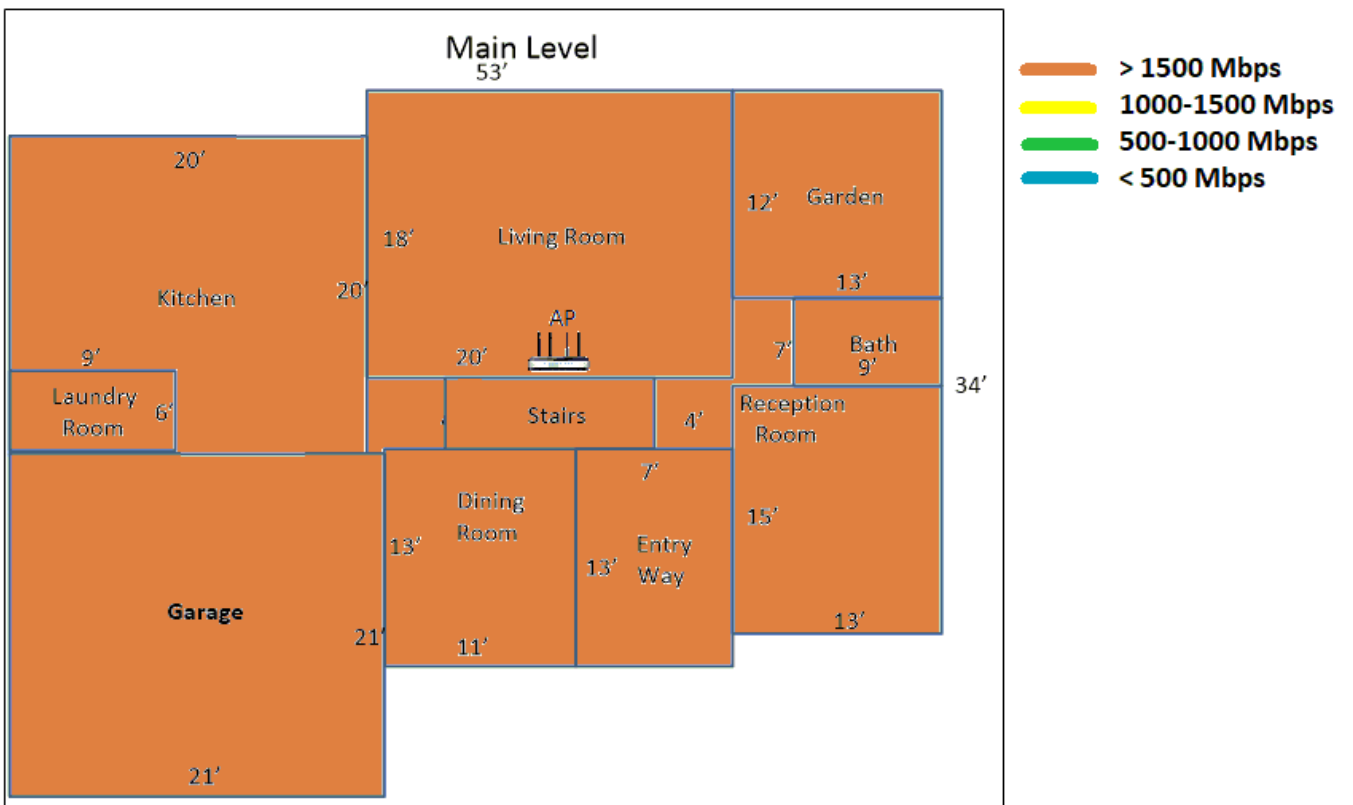 Main Level
53’
> 1500 Mbps
1000-1500 Mbps
500-1000 Mbps
< 500 Mbps
20’
Kitchen
20’
9’
Laundry
Room
6’
18’
Living Room
AP
20’
12’
Garden
13’
7’
Bath
9’
34’
Stairs
4’
Reception
Room
15’
13’
Dining
Room
13’
11’
7’
Entry
Way
13’
Garage
21’
21’